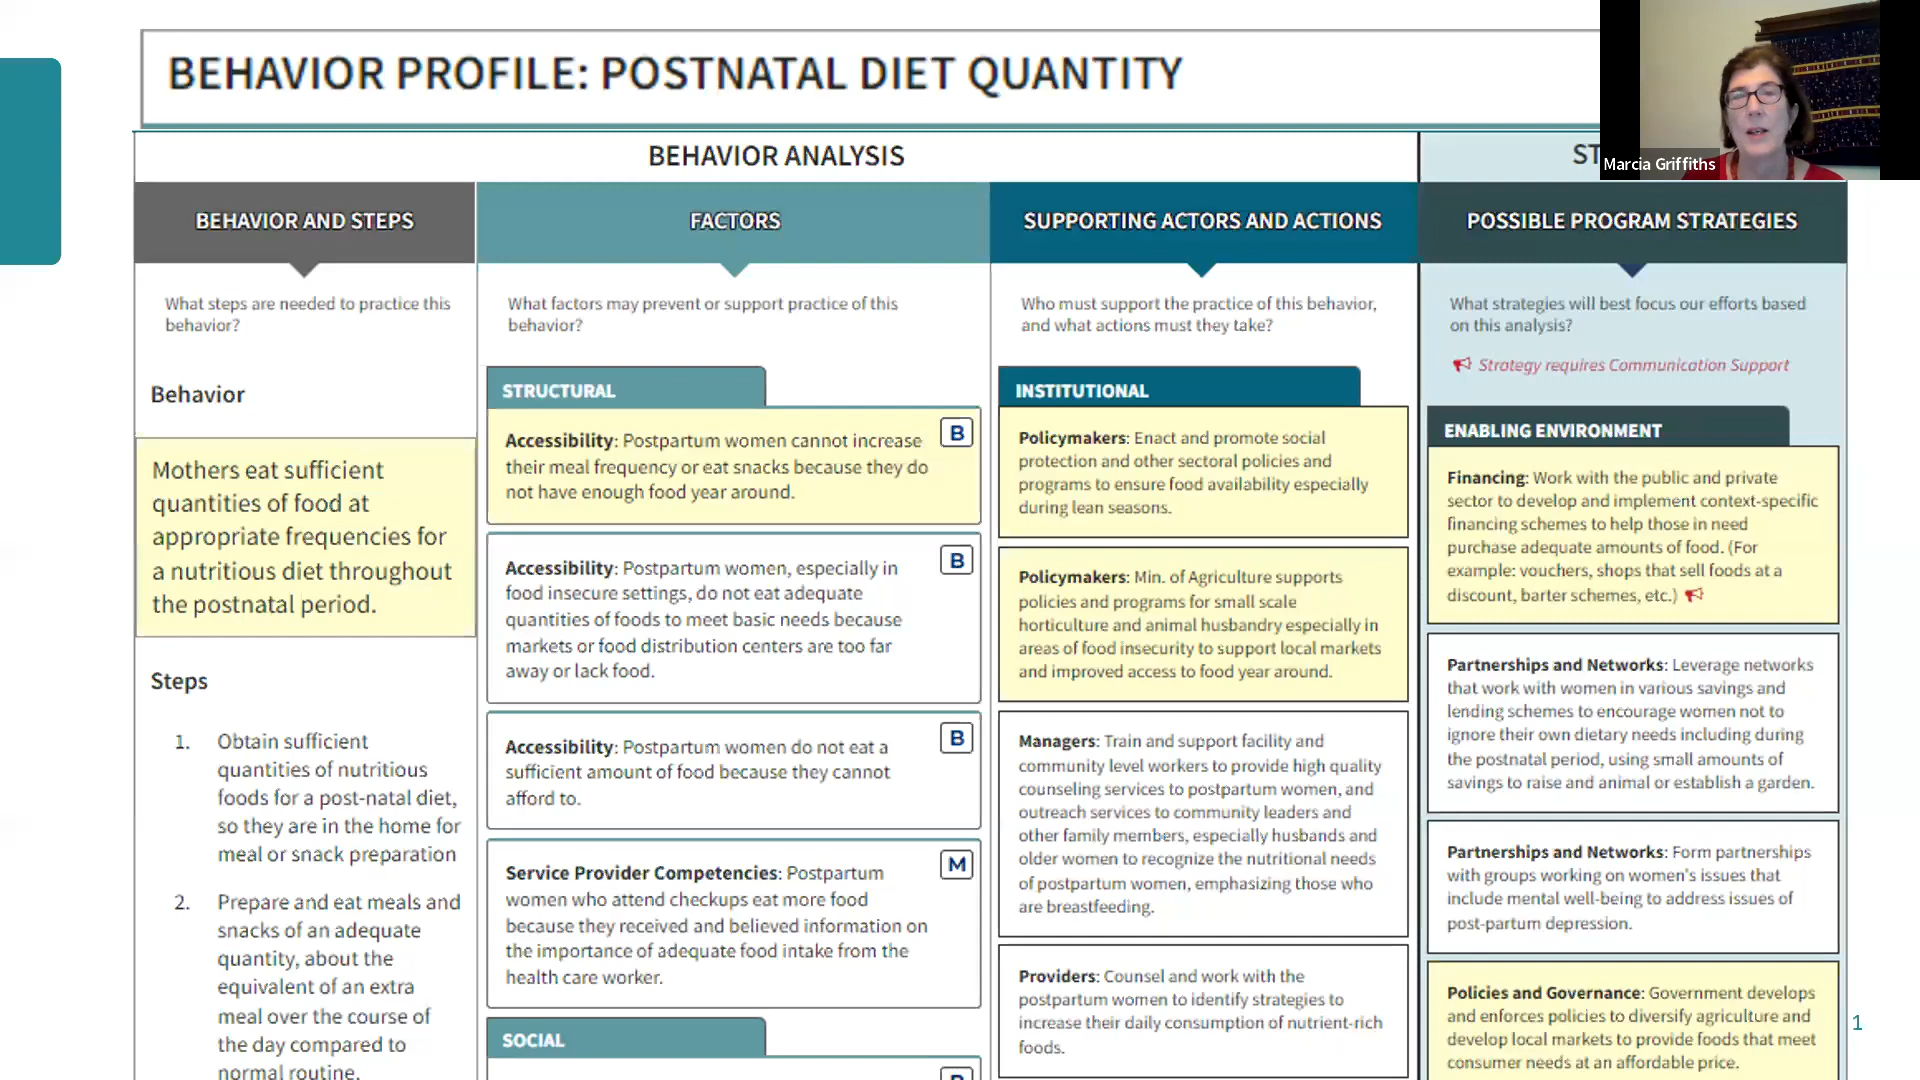 BEHAVIOR PROFILE: POSTNATAL DIET QUANTITY
Marcia Griffiths
BEHAVIOR ANALYSIS
ST
BEHAVIOR AND STEPS
What steps are needed to practice this
behavior?
Behavior
Mothers eat sufficient
quantities of food at
appropriate frequencies for
a nutritious diet throughout
the postnatal period.
Steps
1. Obtain sufficient
quantities of nutritious
foods for a post-natal diet,
so they are in the home for
meal or snack preparation
2. Prepare and eat meals and
snacks of an adequate
quantity, about the
equivalent of an extra
meal over the course of
the day compared to
normal routine.
FACTORS
What factors may prevent or support practice of this
behavior?
STRUCTURAL
B
Accessibility: Postpartum women cannot increase
their meal frequency or eat snacks because they do
not have enough food year around.
B
Accessibility: Postpartum women, especially in
food insecure settings, do not eat adequate
quantities of foods to meet basic needs because
markets or food distribution centers are too far
away or lack food.
B
Accessibility: Postpartum women do not eat a
sufficient amount of food because they cannot
afford to.
M
Service Provider Competencies: Postpartum
women who attend checkups eat more food
because they received and believed information on
the importance of adequate food intake from the
health care worker.
SOCIAL
SUPPORTING ACTORS AND ACTIONS
Who must support the practice of this behavior,
and what actions must they take?
INSTITUTIONAL
Policymakers: Enact and promote social
protection and other sectoral policies and
programs to ensure food availability especially
during lean seasons.
Policymakers: Min. of Agriculture supports
policies and programs for small scale
horticulture and animal husbandry especially in
areas of food insecurity to support local markets
and improved access to food year around.
Managers: Train and support facility and
community level workers to provide high quality
counseling services to postpartum women, and
outreach services to community leaders and
other family members, especially husbands and
older women to recognize the nutritional needs
of postpartum women, emphasizing those who
are breastfeeding.
Providers: Counsel and work with the
postpartum women to identify strategies to
increase their daily consumption of nutrient-rich
foods.
POSSIBLE PROGRAM STRATEGIES
What strategies will best focus our efforts based
on this analysis?
Strategy requires Communication Support
ENABLING ENVIRONMENT
Financing: Work with the public and private
sector to develop and implement context-specific
financing schemes to help those in need
purchase adequate amounts of food. (For
example: vouchers, shops that sell foods at a
discount, barter schemes, etc.)
Partnerships and Networks: Leverage networks
that work with women in various savings and
lending schemes to encourage women not to
ignore their own dietary needs including during
the postnatal period, using small amounts of
savings to raise and animal or establish a garden.
Partnerships and Networks: Form partnerships
with groups working on women's issues that
include mental well-being to address issues of
post-partum depression.
Policies and Governance: Government develops
and enforces policies to diversify agriculture and
develop local markets to provide foods that meet
consumer needs at an affordable price.
1